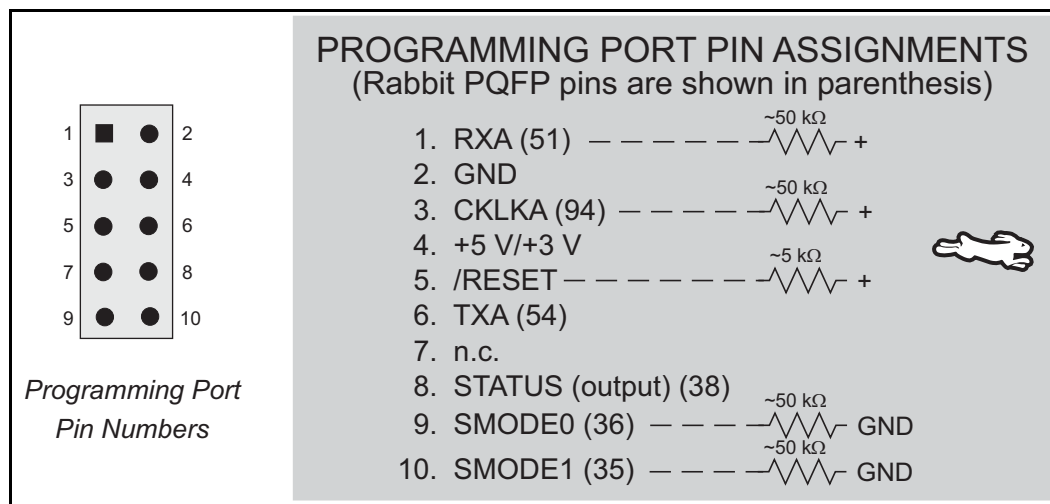 1 2
3 4
5 6
7 8
9 10
Programming Port
Pin Numbers
PROGRAMMING PORT PIN ASSIGNMENTS
(Rabbit PQFP pins are shown in parenthesis)
1. RXA (51) ~50 kΩ +
2. GND
3. CKLKA (94) ~50 kΩ +
4. +5 V/+3 V
5. /RESET ~5 kΩ +
6. TXA (54)
7. n.c.
8. STATUS (output) (38)
9. SMODE0 (36) ~50 kΩ GND
10. SMODE1 (35) ~50 kΩ GND